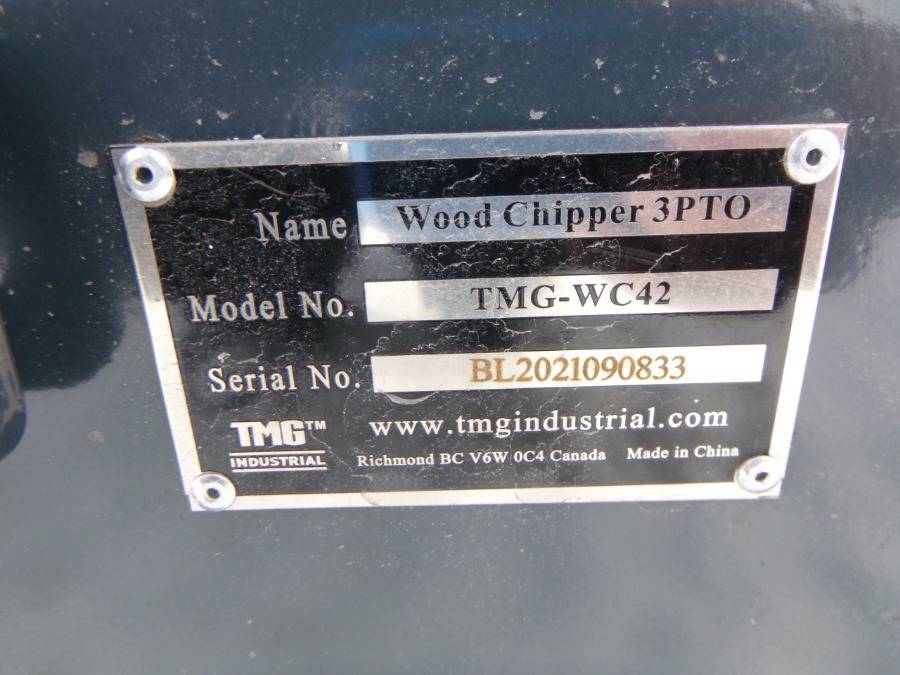 Name Wood Chipper 3PTO
Model No. TMG-WC42
Serial No. BL2021090833
TMG™ www.tmgindustrial.com
INDUSTRIAL Richmond BC V6W 0C4 Canada Made in China